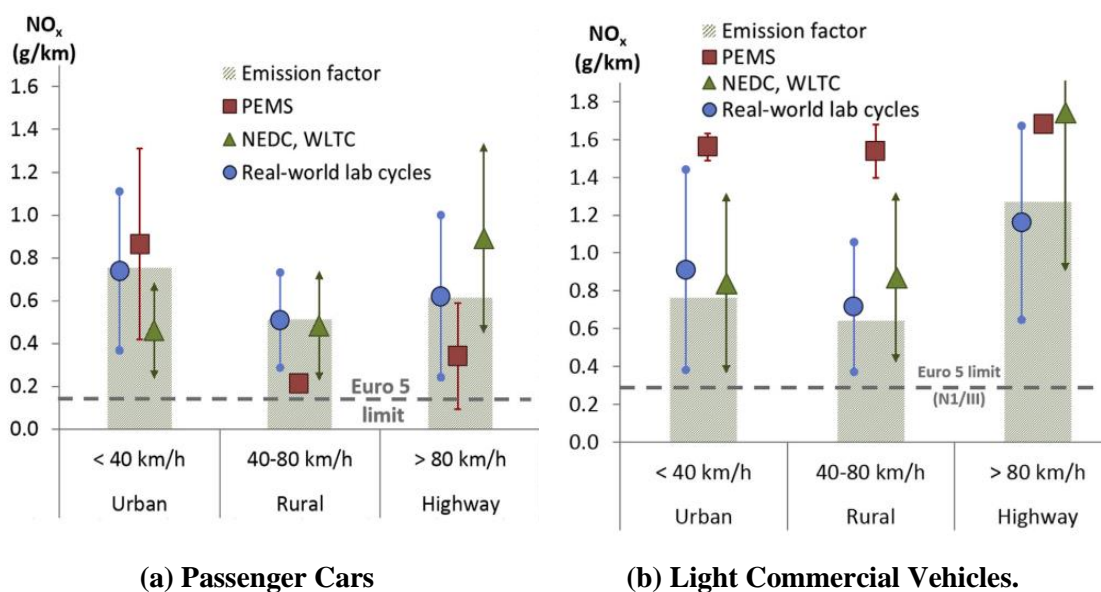 NOx
(g/km)
Emission factor
PEMS
NEDC, WLTC
Real-world lab cycles
1.6
1.4
1.2
1.0
0.8
0.6
0.4
0.2
0.0
Euro 5
limit
< 40 km/h
40-80 km/h
> 80 km/h
Urban
Rural
Highway
(a) Passenger Cars
NOx
(g/km)
Emission factor
PEMS
NEDC, WLTC
Real-world lab cycles
1.8
1.6
1.4
1.2
1.0
0.8
0.6
0.4
0.2
0.0
Euro 5 limit
(N1/III)
< 40 km/h
40-80 km/h
> 80 km/h
Urban
Rural
Highway
(b) Light Commercial Vehicles.